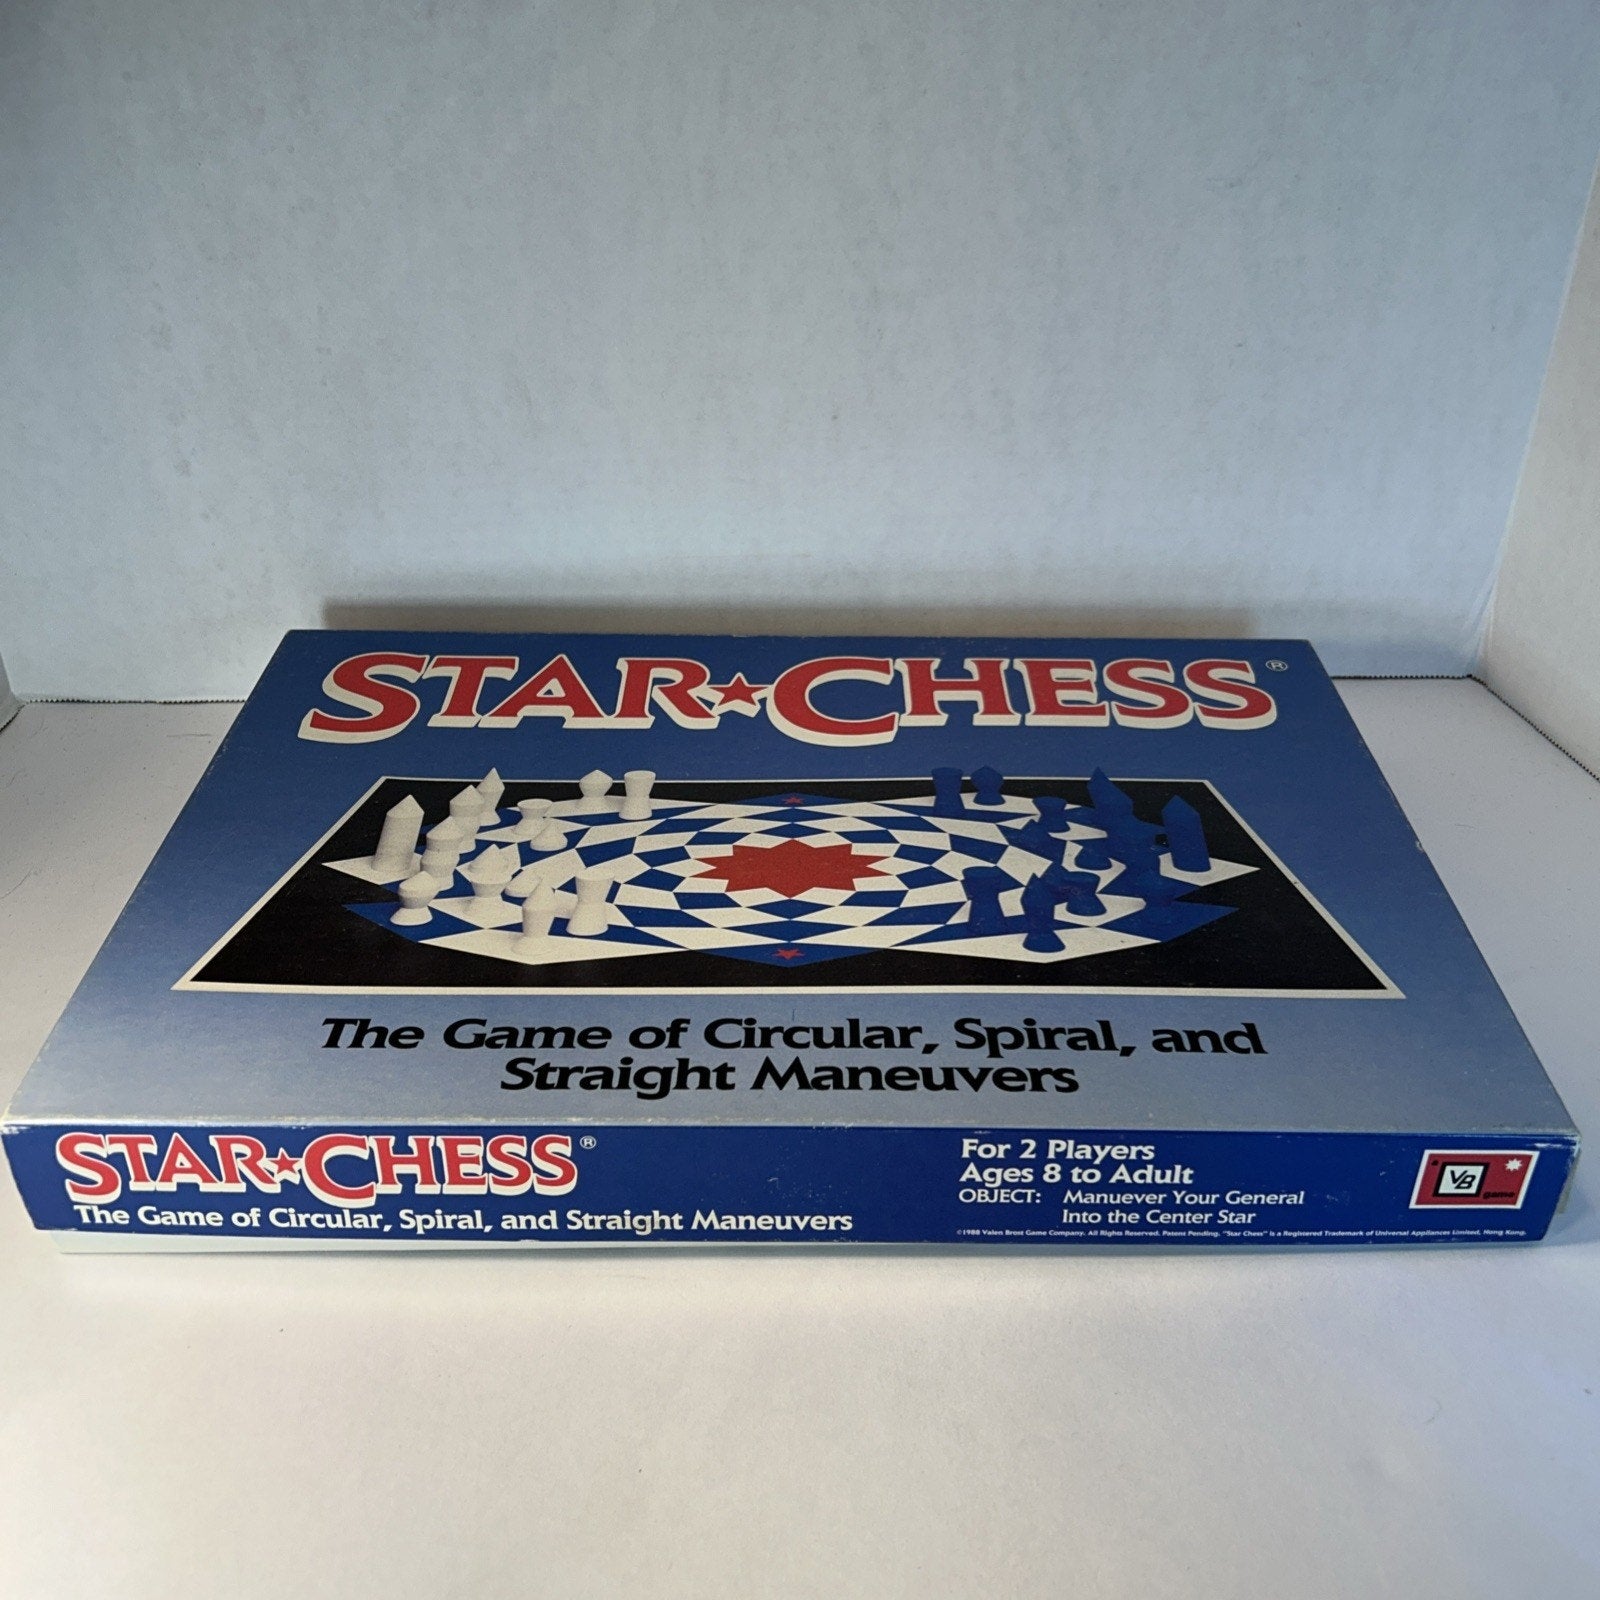 STAR★CHESS®
The Game of Circular, Spiral, and
Straight Maneuvers
STAR★CHESS®
The Game of Circular, Spiral, and Straight Maneuvers
For 2 Players
Ages 8 to Adult
OBJECT: Manuever Your General
Into the Center Star
©1988 Valen Brost Game Company. All Rights Reserved. Patent Pending. "Star Chess" is a Registered Trademark of Universal Appliances Limited, Hong Kong.
a
VB
game